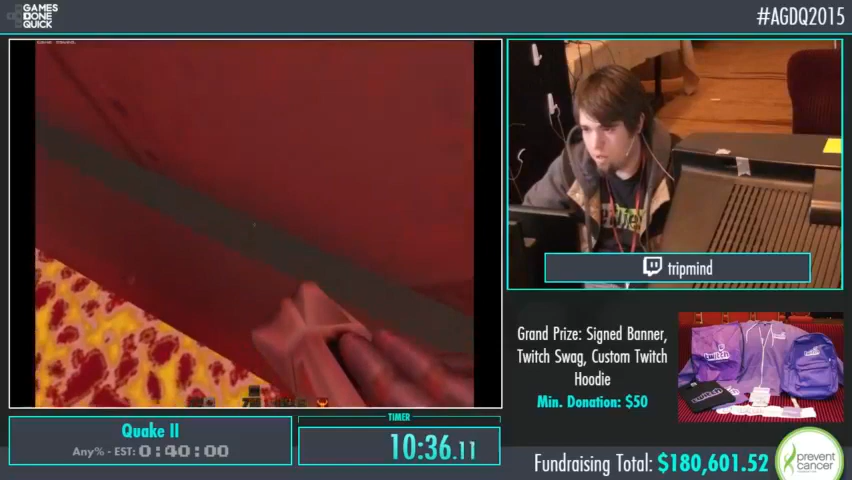 GAMES
DONE
QUICK
#AGDQ2015
tripmind
Grand Prize: Signed Banner,
Twitch Swag, Custom Twitch
Hoodie
Min. Donation: $50
Quake II
Any% - EST: 0:40:00
TIMER
10:36.11
Fundraising Total: $180,601.52
prevent
cancer